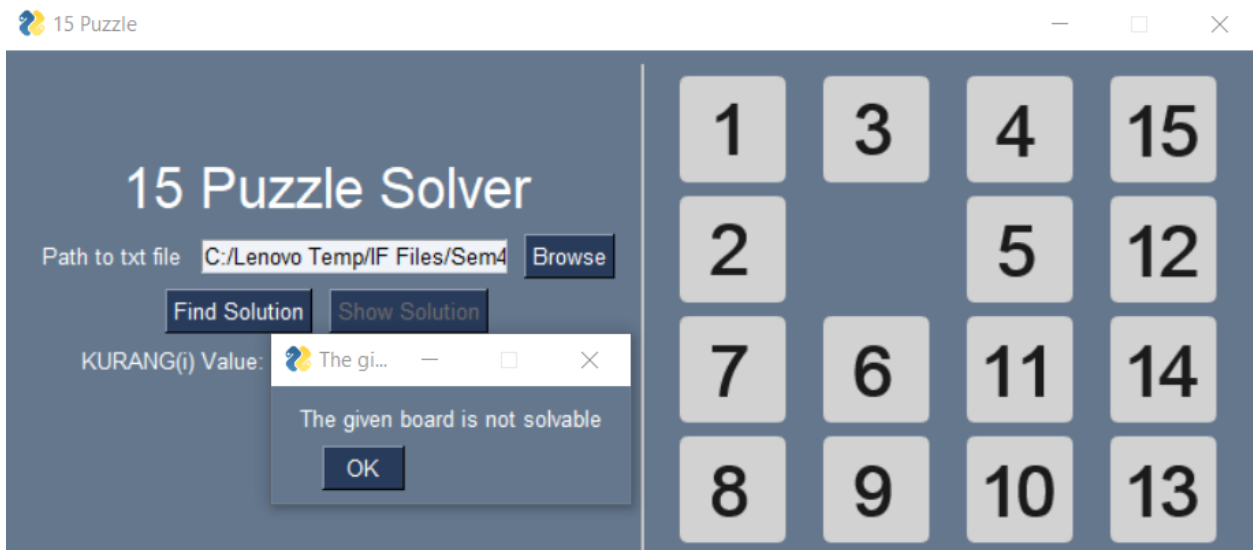 15 Puzzle
15 Puzzle Solver
Path to txt file C:/Lenovo Temp/IF Files/Sem4 Browse
Find Solution Show Solution
KURANG(i) Value:
The gi...
The given board is not solvable
OK
1 3 4 15
2 5 12
7 6 11 14
8 9 10 13